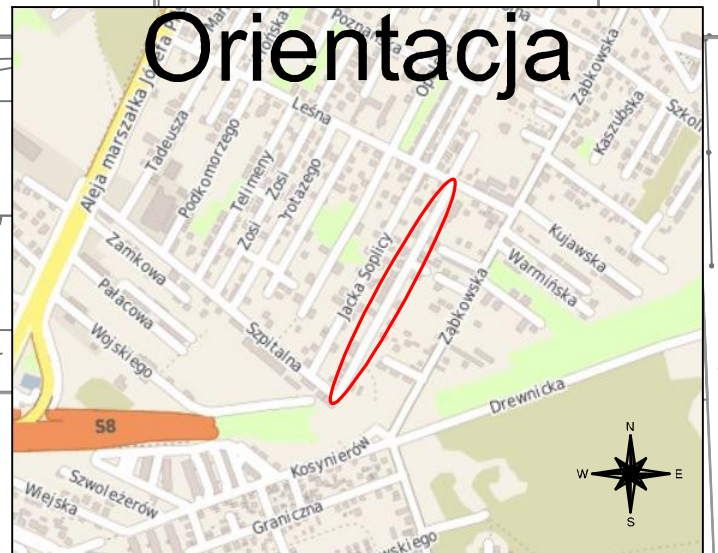 Orientacja
Poznańska
Leśna
Ząbkowska
Kaszubska
Aleja marszałka Józefa
Tadeusza
Podkomorzego
Telimeny
Zosi
Zosi
Jacka Soplicy
Zamkowa
Pałacowa
Wojskiego
Szpitalna
Ząbkowska
Kujawska
Warmińska
Drewnicka
S8
Kosynierów
Szwoleżerów
Wiejska
Graniczna
N
W
E
S